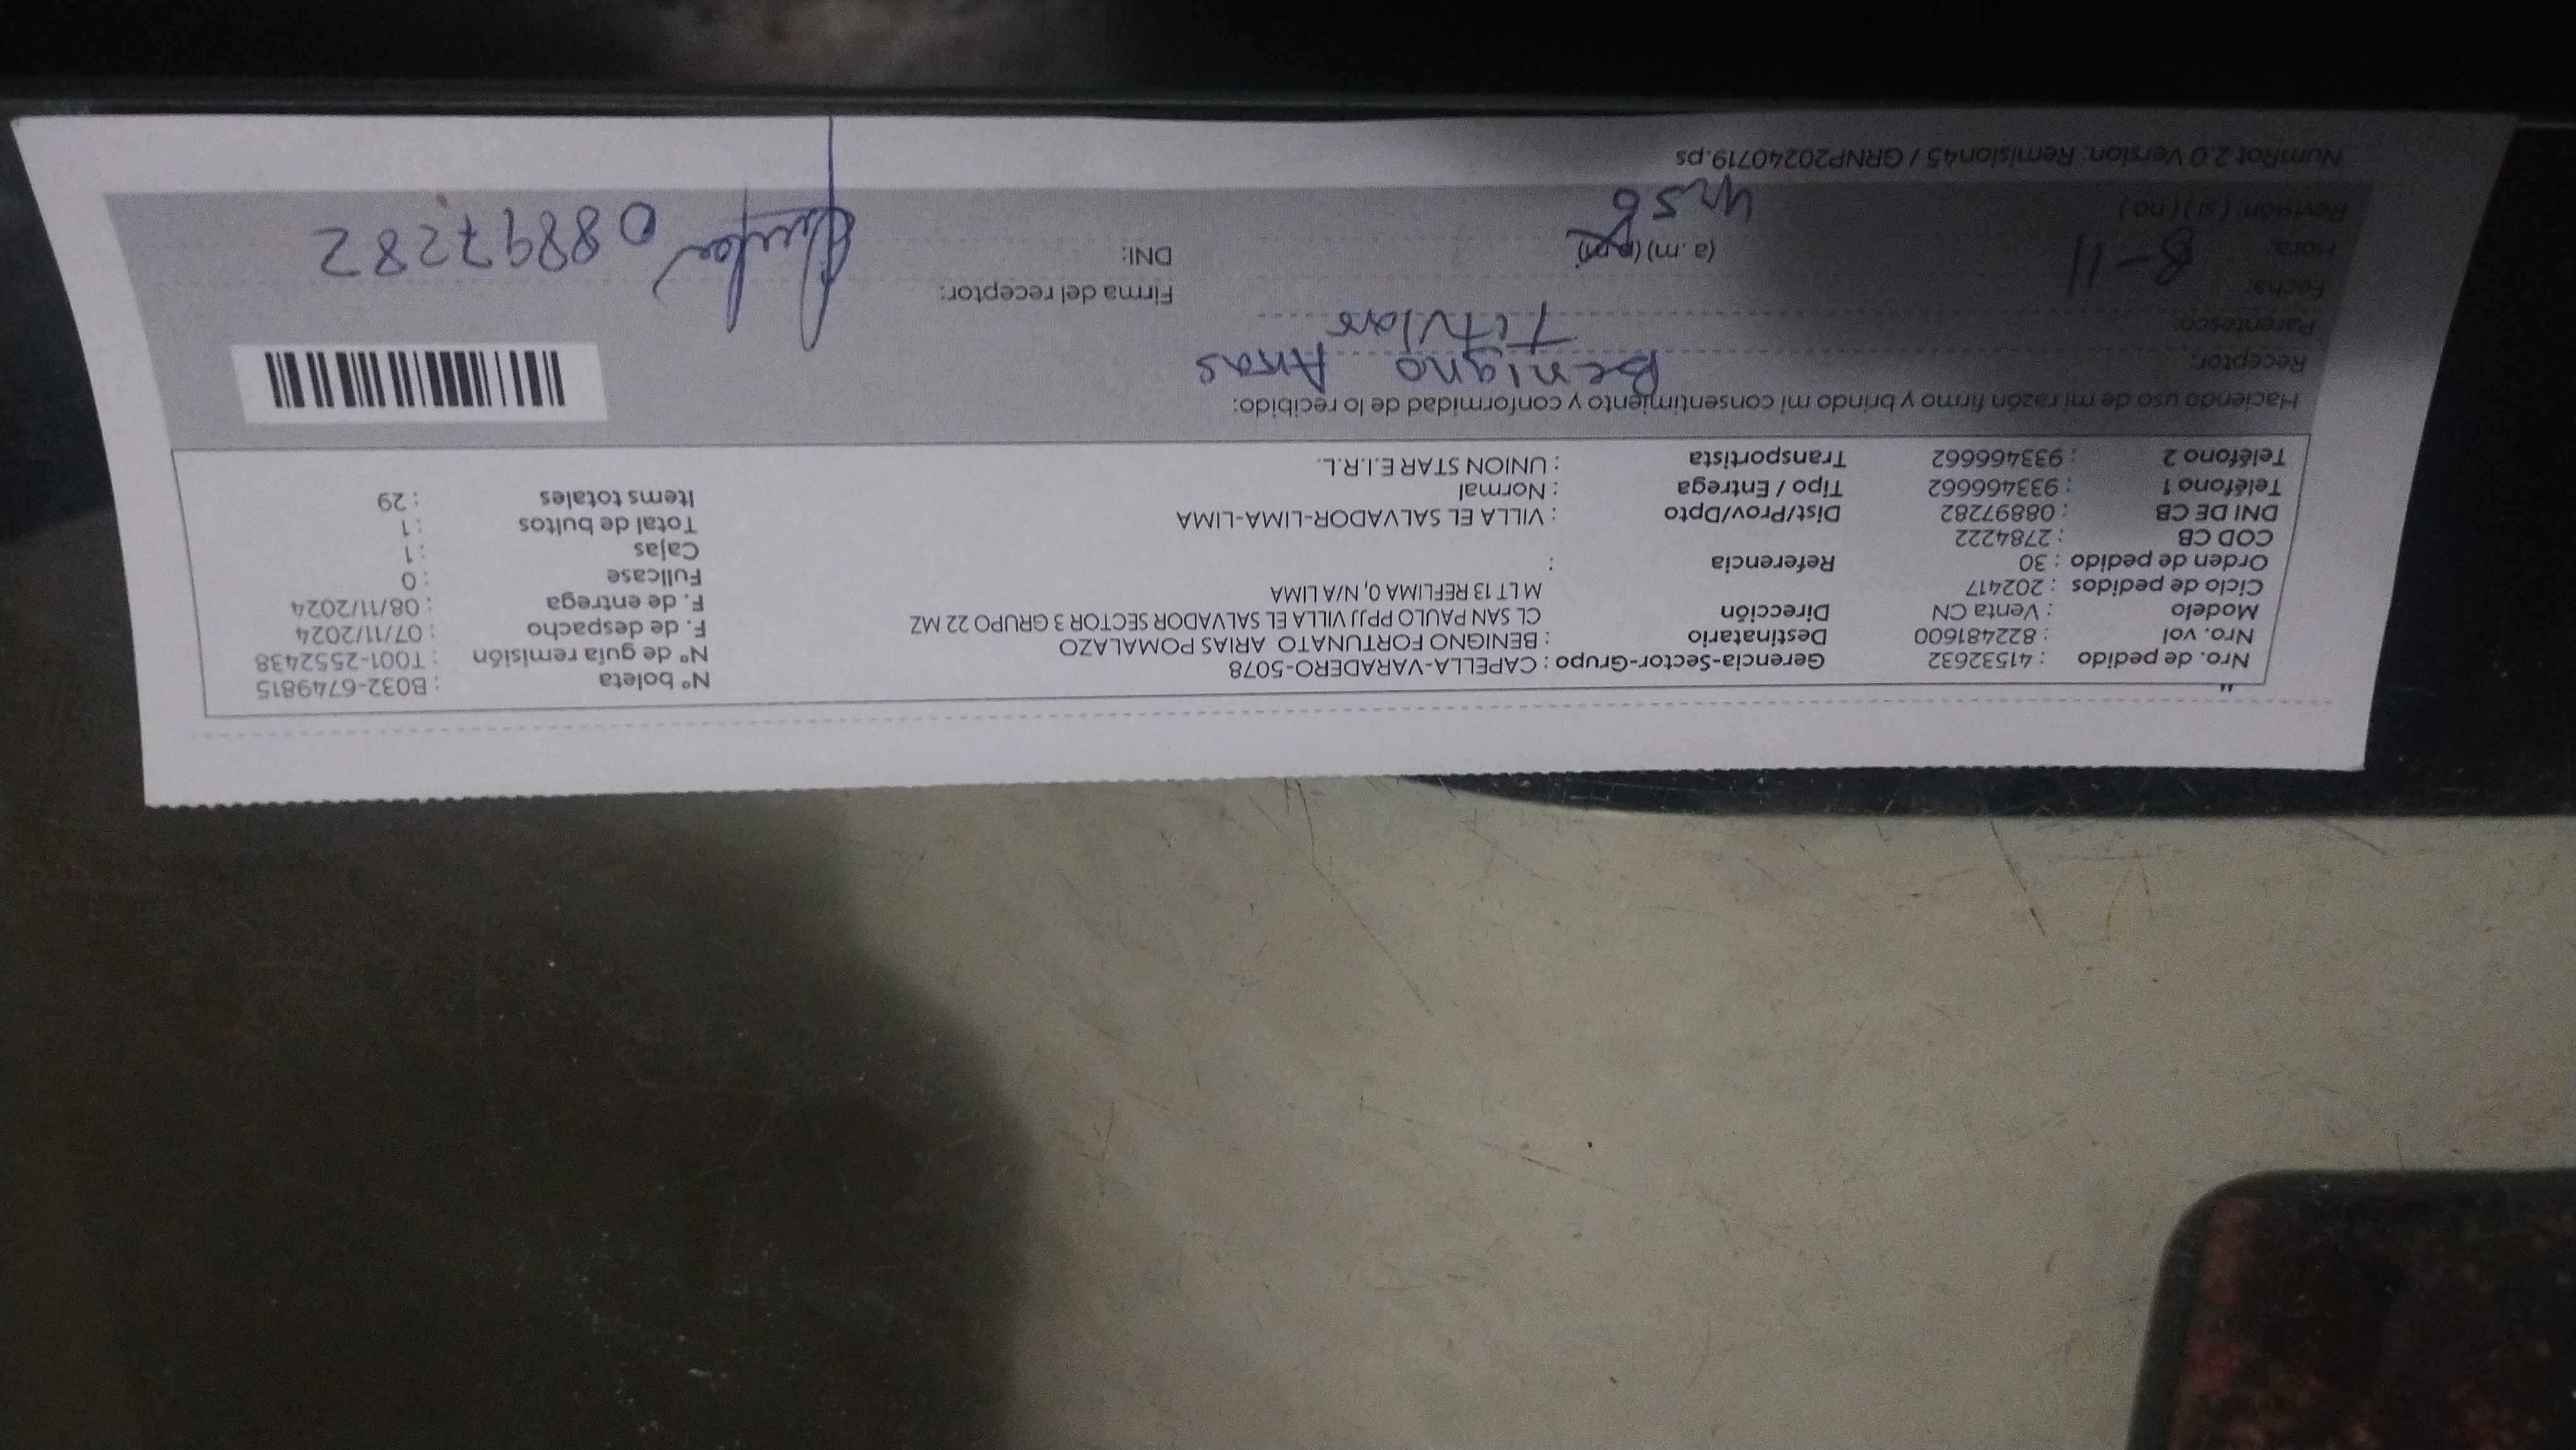 "
Nro. de pedido : 41532632 Gerencia-Sector-Grupo : CAPELLA-VARADERO-5078 Nº boleta : B032-6749815
Nro. vol : 822481600 Destinatario : BENIGNO FORTUNATO ARIAS POMALAZO Nº de guía remisión : T001-2552438
Modelo : Venta CN Dirección CL SAN PAULO PPJJ VILLA EL SALVADOR SECTOR 3 GRUPO 22 MZ F. de despacho : 07/11/2024
Ciclo de pedidos : 202417 M LT 13 REFLIMA 0, N/A LIMA F. de entrega : 08/11/2024
Orden de pedido : 30 Referencia : Fullcase : 0
COD CB : 2784222 Cajas : 1
DNI DE CB : 08897282 Dist/Prov/Dpto : VILLA EL SALVADOR-LIMA-LIMA Total de bultos : 1
Teléfono 1 : 933466662 Tipo / Entrega : Normal Items totales : 29
Teléfono 2 : 933466662 Transportista : UNION STAR E.I.R.L.
Haciendo uso de mi razón firmo y brindo mi consentimiento y conformidad de lo recibido:
Receptor: Benigno Arias
Parentesco: Titular
Fecha: 8-11 Firma del receptor:
Hora: (a. m) (p.m) DNI: 08897282
Revisión: ( si ) ( no )
NumRot 2.0 Version: Remision45 / GRNP20240719.ps